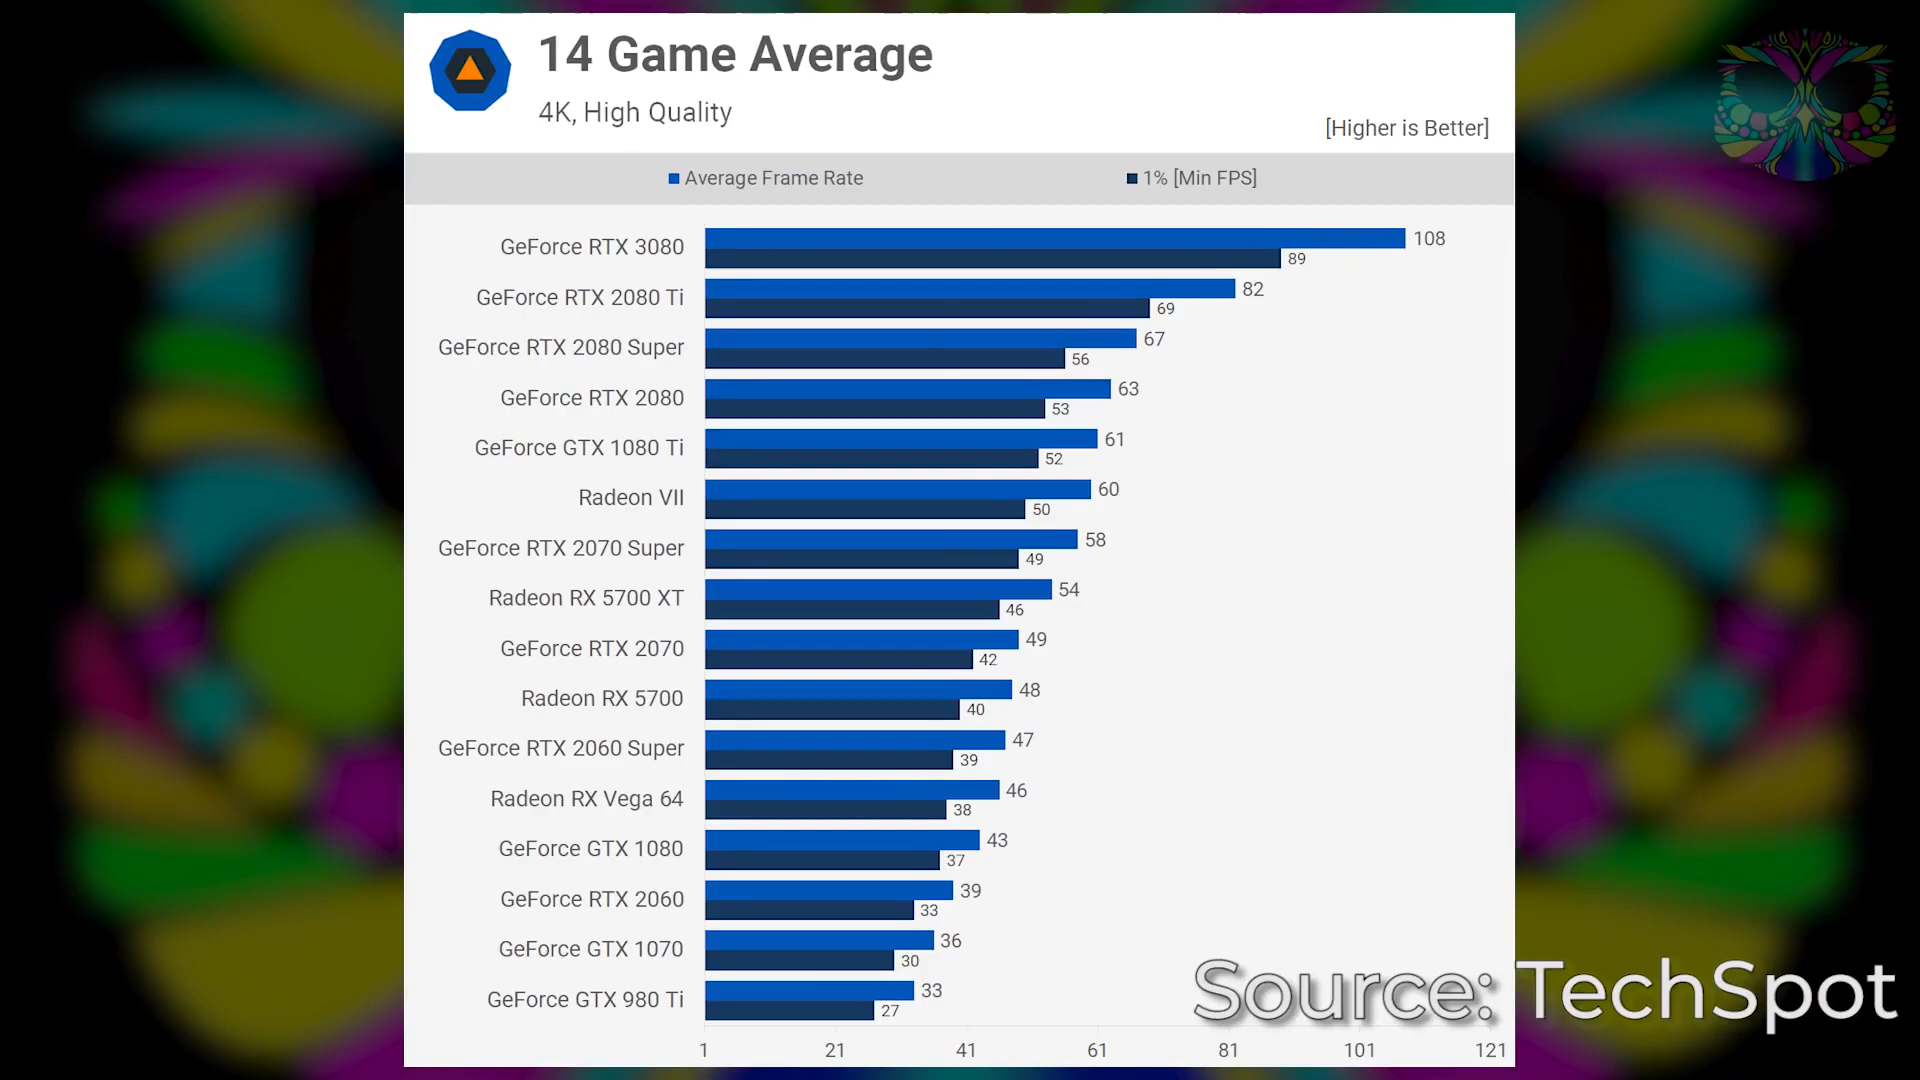 14 Game Average
4K, High Quality
[Higher is Better]
Average Frame Rate 1% [Min FPS]
GeForce RTX 3080 108 89
GeForce RTX 2080 Ti 82 69
GeForce RTX 2080 Super 67 56
GeForce RTX 2080 63 53
GeForce GTX 1080 Ti 61 52
Radeon VII 60 50
GeForce RTX 2070 Super 58 49
Radeon RX 5700 XT 54 46
GeForce RTX 2070 49 42
Radeon RX 5700 48 40
GeForce RTX 2060 Super 47 39
Radeon RX Vega 64 46 38
GeForce GTX 1080 43 37
GeForce RTX 2060 39 33
GeForce GTX 1070 36 30
GeForce GTX 980 Ti 33 27
Source: TechSpot
1 21 41 61 81 101 121